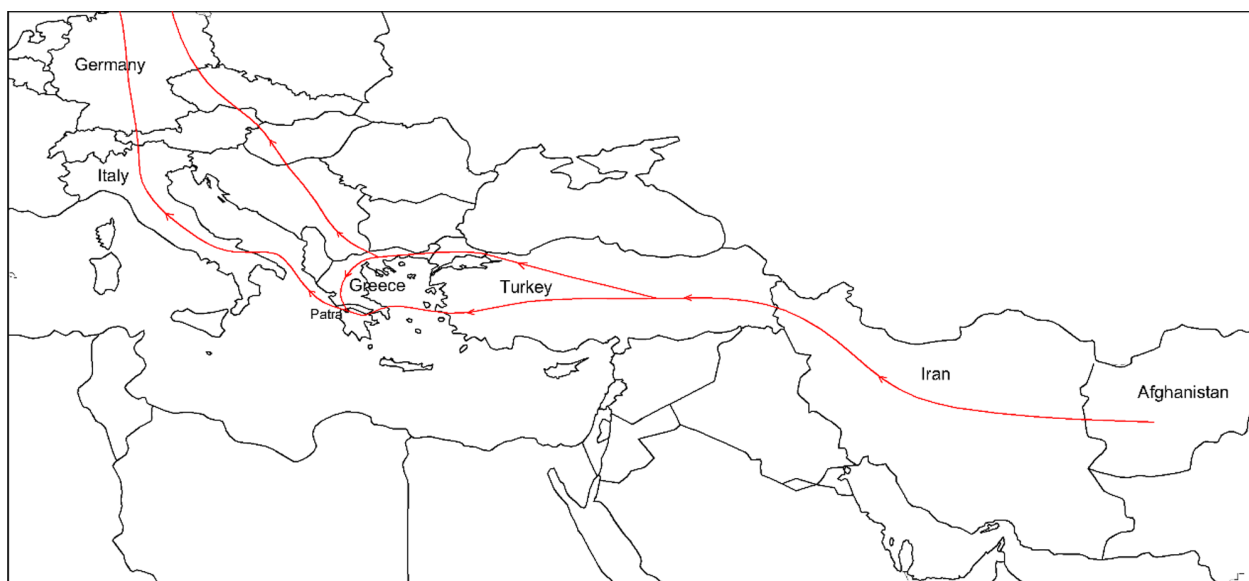 Germany
Italy
Greece
Turkey
Patra
Iran
Afghanistan